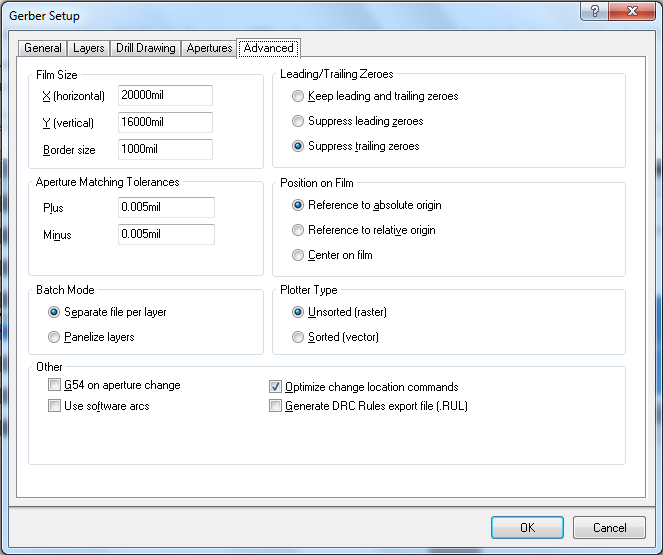 Gerber Setup
General Layers Drill Drawing Apertures Advanced
Film Size
X (horizontal) 20000mil
Y (vertical) 16000mil
Border size 1000mil
Leading/Trailing Zeroes
Keep leading and trailing zeroes
Suppress leading zeroes
Suppress trailing zeroes
Aperture Matching Tolerances
Plus 0.005mil
Minus 0.005mil
Position on Film
Reference to absolute origin
Reference to relative origin
Center on film
Batch Mode
Separate file per layer
Panelize layers
Plotter Type
Unsorted (raster)
Sorted (vector)
Other
G54 on aperture change
Use software arcs
Optimize change location commands
Generate DRC Rules export file (.RUL)
OK Cancel